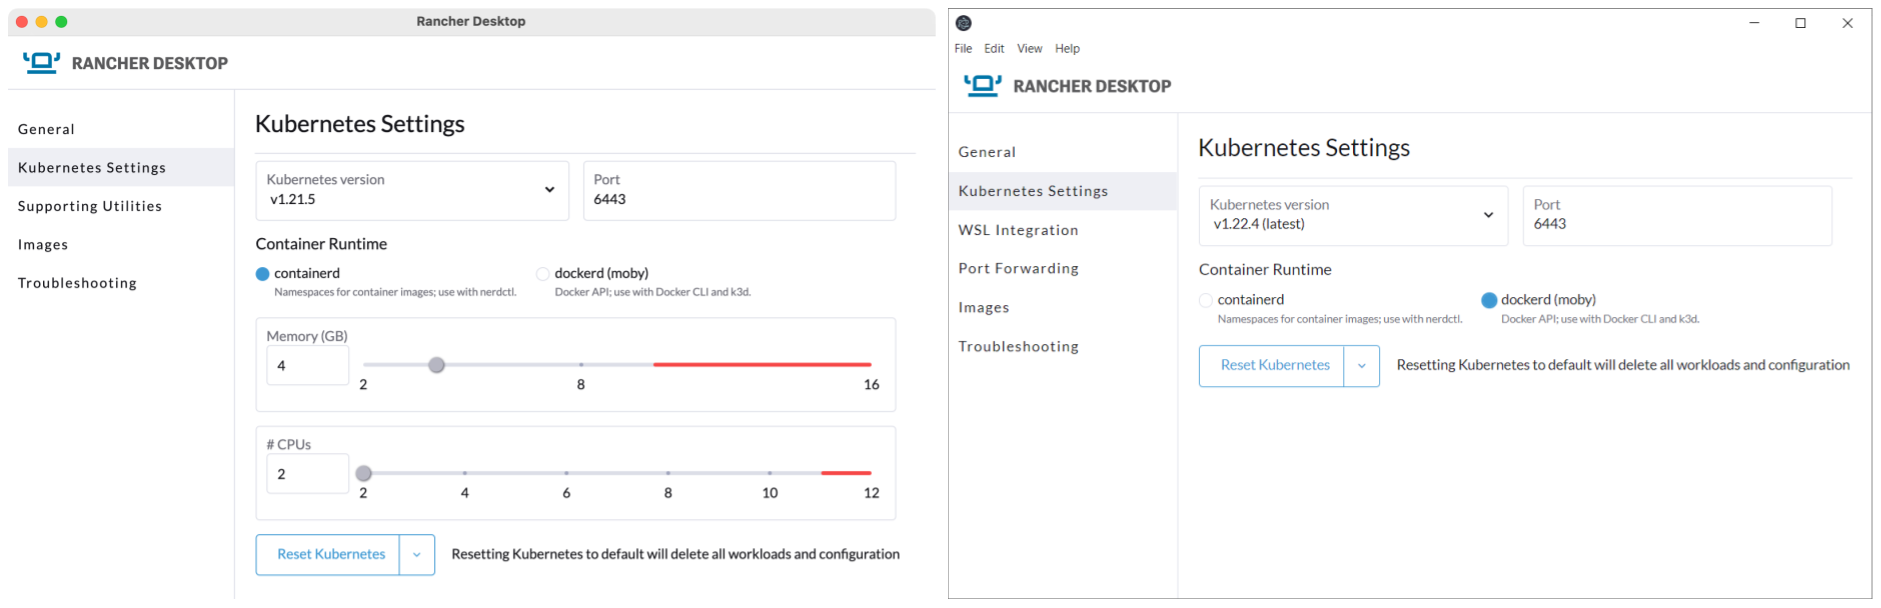 Rancher Desktop
RANCHER DESKTOP
General
Kubernetes Settings
Supporting Utilities
Images
Troubleshooting
Kubernetes Settings
Kubernetes version
v1.21.5
Port
6443
Container Runtime
containerd
Namespaces for container images; use with nerdctl.
dockerd (moby)
Docker API; use with Docker CLI and k3d.
Memory (GB)
4
2 8 16
# CPUs
2
2 4 6 8 10 12
Reset Kubernetes
Resetting Kubernetes to default will delete all workloads and configuration
File Edit View Help
RANCHER DESKTOP
General
Kubernetes Settings
WSL Integration
Port Forwarding
Images
Troubleshooting
Kubernetes Settings
Kubernetes version
v1.22.4 (latest)
Port
6443
Container Runtime
containerd
Namespaces for container images; use with nerdctl.
dockerd (moby)
Docker API; use with Docker CLI and k3d.
Reset Kubernetes
Resetting Kubernetes to default will delete all workloads and configuration